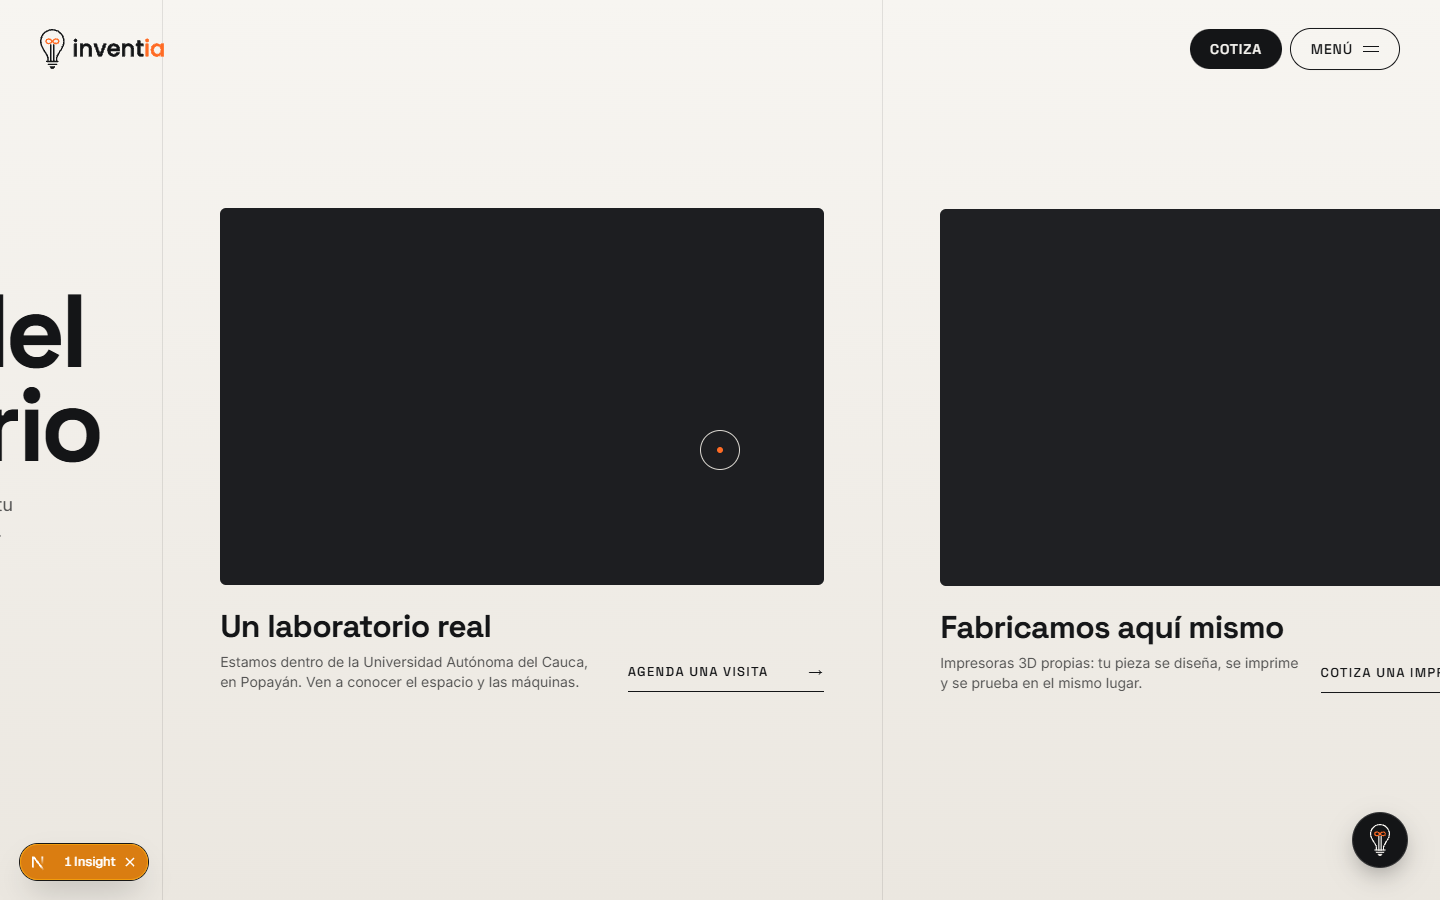 inventia
COTIZA
MENÚ
del
rio
tu
Un laboratorio real
Estamos dentro de la Universidad Autónoma del Cauca,
en Popayán. Ven a conocer el espacio y las máquinas.
AGENDA UNA VISITA →
Fabricamos aquí mismo
Impresoras 3D propias: tu pieza se diseña, se imprime
y se prueba en el mismo lugar.
COTIZA UNA IMP
N 1 Insight ×